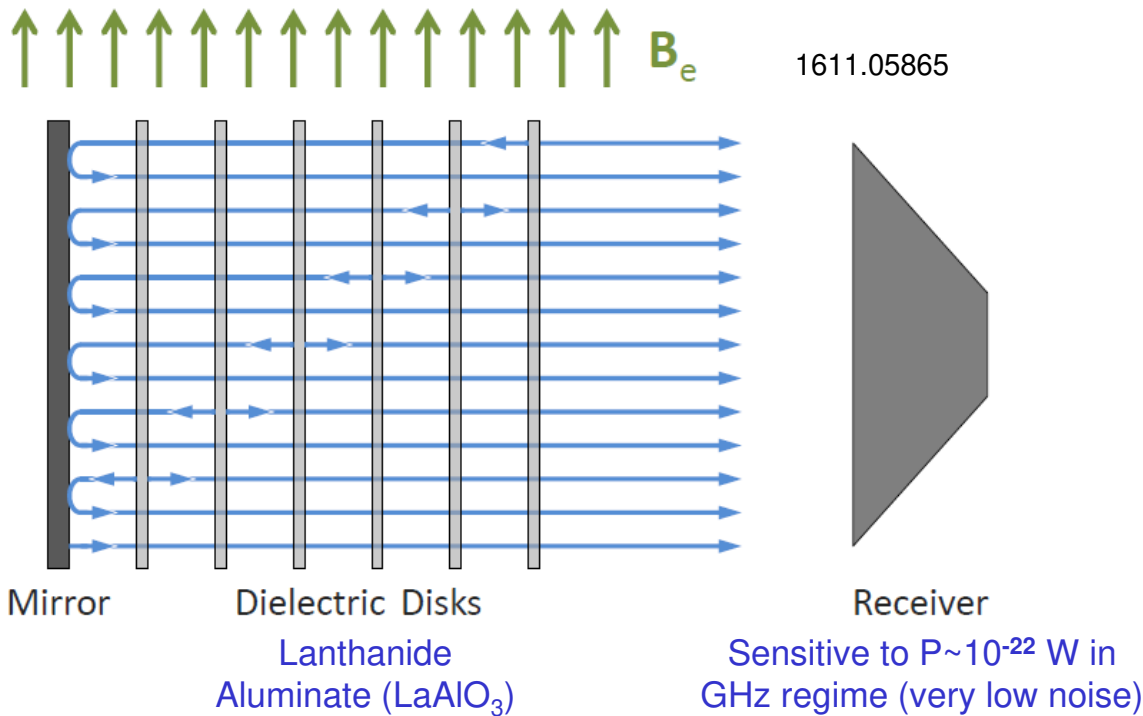 B_e
1611.05865
Mirror
Dielectric Disks
Receiver
Lanthanide
Aluminate (LaAlO₃)
Sensitive to P~10⁻²² W in
GHz regime (very low noise)